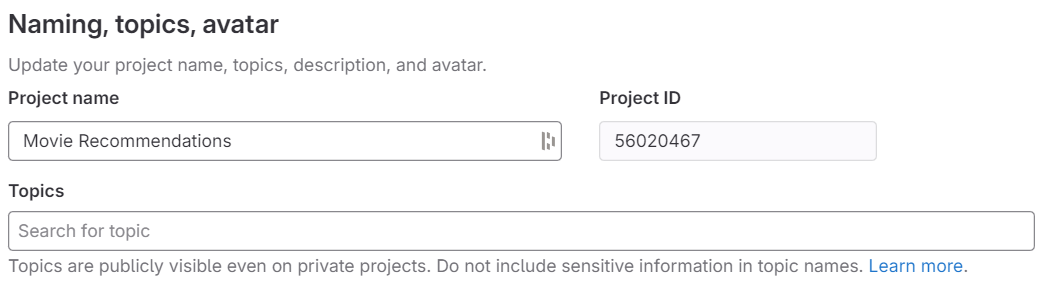 Naming, topics, avatar
Update your project name, topics, description, and avatar.
Project name
Project ID
Movie Recommendations
56020467
Topics
Search for topic
Topics are publicly visible even on private projects. Do not include sensitive information in topic names. Learn more.